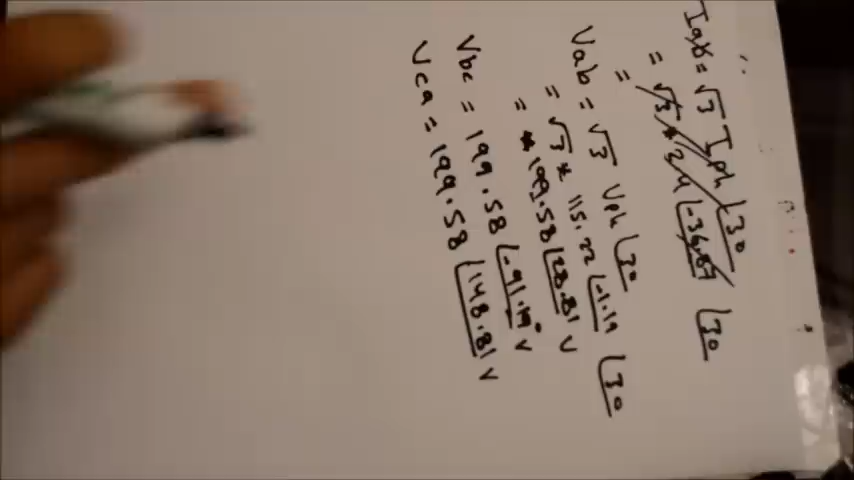 ∴
Iab = √3 Iph ∠30
= √3 * 2.4 ∠-36.87 ∠30
=
Vab = √3 Vph ∠30
= √3 * 115.22 ∠-1.19 ∠30
= 199.58 ∠28.81 V
Vbc = 199.58 ∠-91.19° V
Vca = 199.58 ∠148.81 V